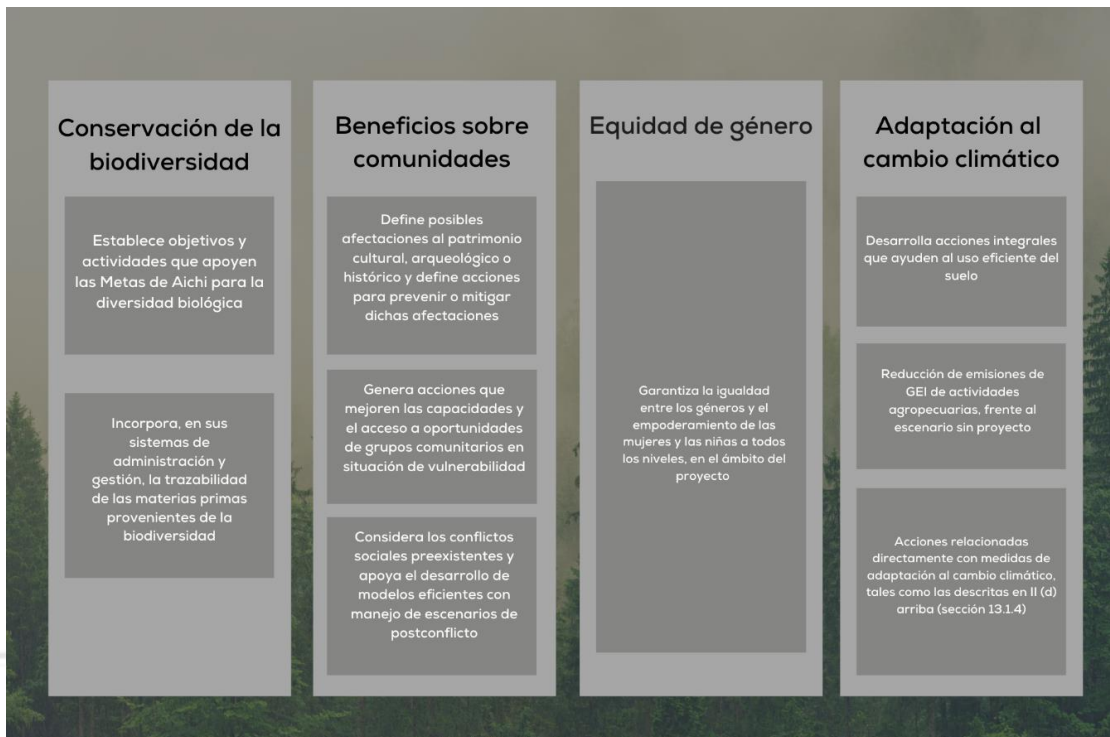 Conservación de la
biodiversidad
Establece objetivos y
actividades que apoyen
las Metas de Aichi para la
diversidad biológica
Incorpora, en sus
sistemas de
administración y
gestión, la trazabilidad
de las materias primas
provenientes de la
biodiversidad
Beneficios sobre
comunidades
Define posibles
afectaciones al patrimonio
cultural, arqueológico o
histórico y define acciones
para prevenir o mitigar
dichas afectaciones
Genera acciones que
mejoren las capacidades y
el acceso a oportunidades
de grupos comunitarios en
situación de vulnerabilidad
Considera los conflictos
sociales preexistentes y
apoya el desarrollo de
modelos eficientes con
manejo de escenarios de
postconflicto
Equidad de género
Garantiza la igualdad
entre los géneros y el
empoderamiento de las
mujeres y las niñas a todos
los niveles, en el ámbito del
proyecto
Adaptación al
cambio climático
Desarrolla acciones integrales
que ayuden al uso eficiente del
suelo
Reducción de emisiones de
GEI de actividades
agropecuarias, frente al
escenario sin proyecto
Acciones relacionadas
directamente con medidas de
adaptación al cambio climático,
tales como las descritas en II (d)
arriba (sección 13.1.4)